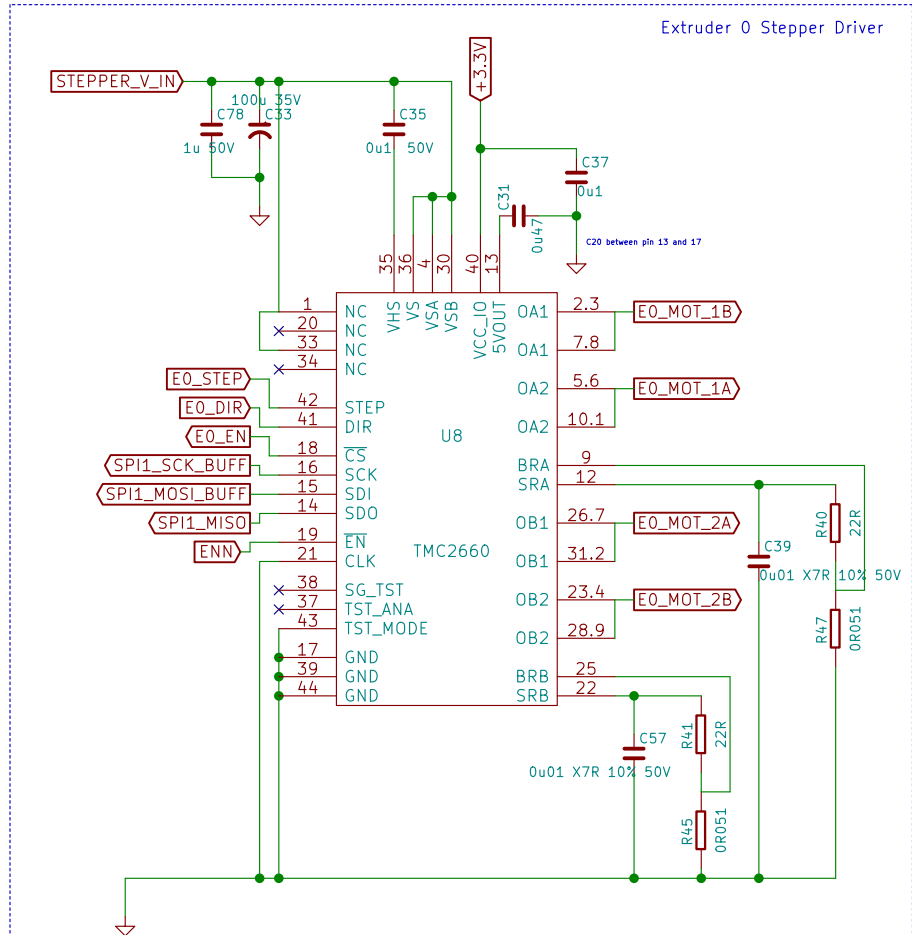 Extruder 0 Stepper Driver
STEPPER_V_IN
+3.3V
100u 35V
C78
C33
1u 50V
C35
0u1 50V
C37
0u1
C31
0u47
C20 between pin 13 and 17
35
36
4
30
40
13
VHS
VS
VSA
VSB
VCC_IO
5VOUT
1 NC
20 NC
33 NC
34 NC
E0_STEP 42 STEP
E0_DIR 41 DIR
E0_EN 18 CS
SPI1_SCK_BUFF 16 SCK
SPI1_MOSI_BUFF 15 SDI
SPI1_MISO 14 SDO
ENN 19 EN
21 CLK
38 SG_TST
37 TST_ANA
43 TST_MODE
17 GND
39 GND
44 GND
U8
TMC2660
OA1 2.3 E0_MOT_1B
OA1 7.8
OA2 5.6 E0_MOT_1A
OA2 10.1
BRA 9
SRA 12
OB1 26.7 E0_MOT_2A
OB1 31.2
OB2 23.4 E0_MOT_2B
OB2 28.9
BRB 25
SRB 22
R40
22R
C39
0u01 X7R 10% 50V
R47
0R051
R41
22R
C57
0u01 X7R 10% 50V
R45
0R051